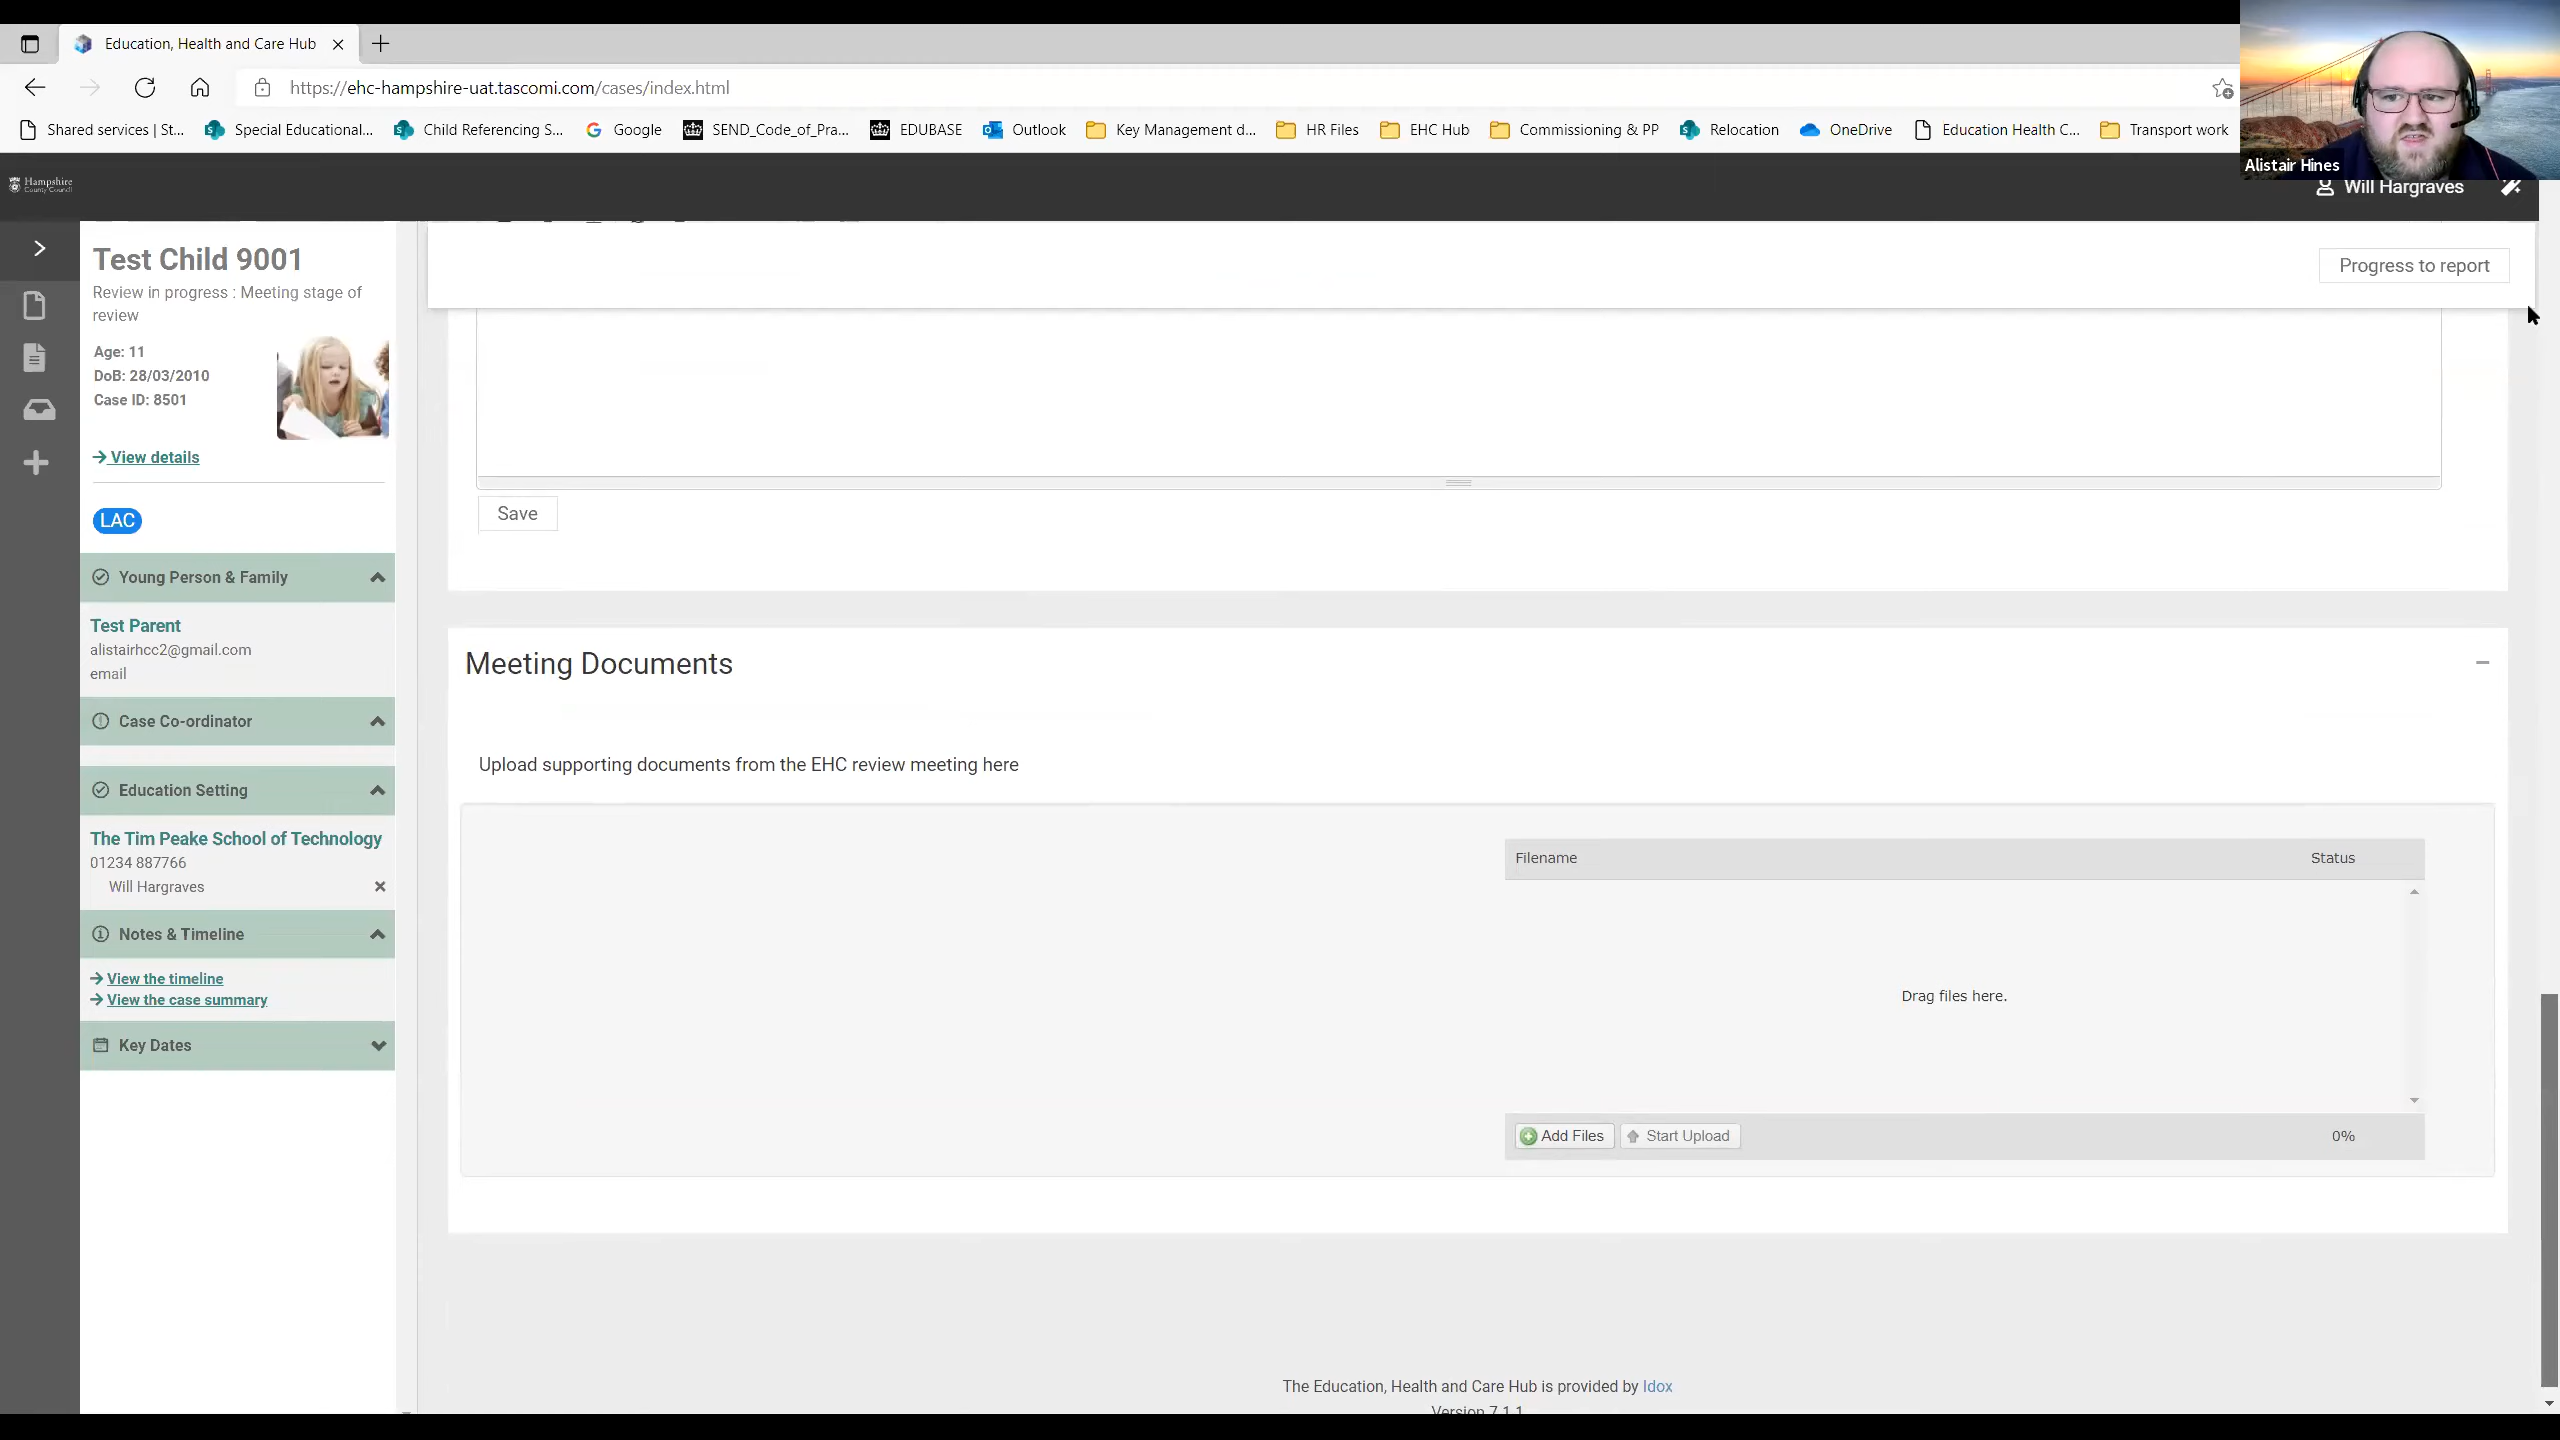 Education, Health and Care Hub
https://ehc-hampshire-uat.tascomi.com/cases/index.html
Shared services | St...
Special Educational...
Child Referencing S...
Google
SEND_Code_of_Pra...
EDUBASE
Outlook
Key Management d...
HR Files
EHC Hub
Commissioning & PP
Relocation
OneDrive
Education Health C...
Transport work
Alistair Hines
Hampshire
County Council
Will Hargraves
Test Child 9001
Review in progress : Meeting stage of
review
Age: 11
DoB: 28/03/2010
Case ID: 8501
View details
LAC
Young Person & Family
Test Parent
alistairhcc2@gmail.com
email
Case Co-ordinator
Education Setting
The Tim Peake School of Technology
01234 887766
Will Hargraves
Notes & Timeline
View the timeline
View the case summary
Key Dates
Progress to report
Save
Meeting Documents
Upload supporting documents from the EHC review meeting here
Filename
Status
Drag files here.
Add Files
Start Upload
0%
The Education, Health and Care Hub is provided by Idox
Version 7.1.1